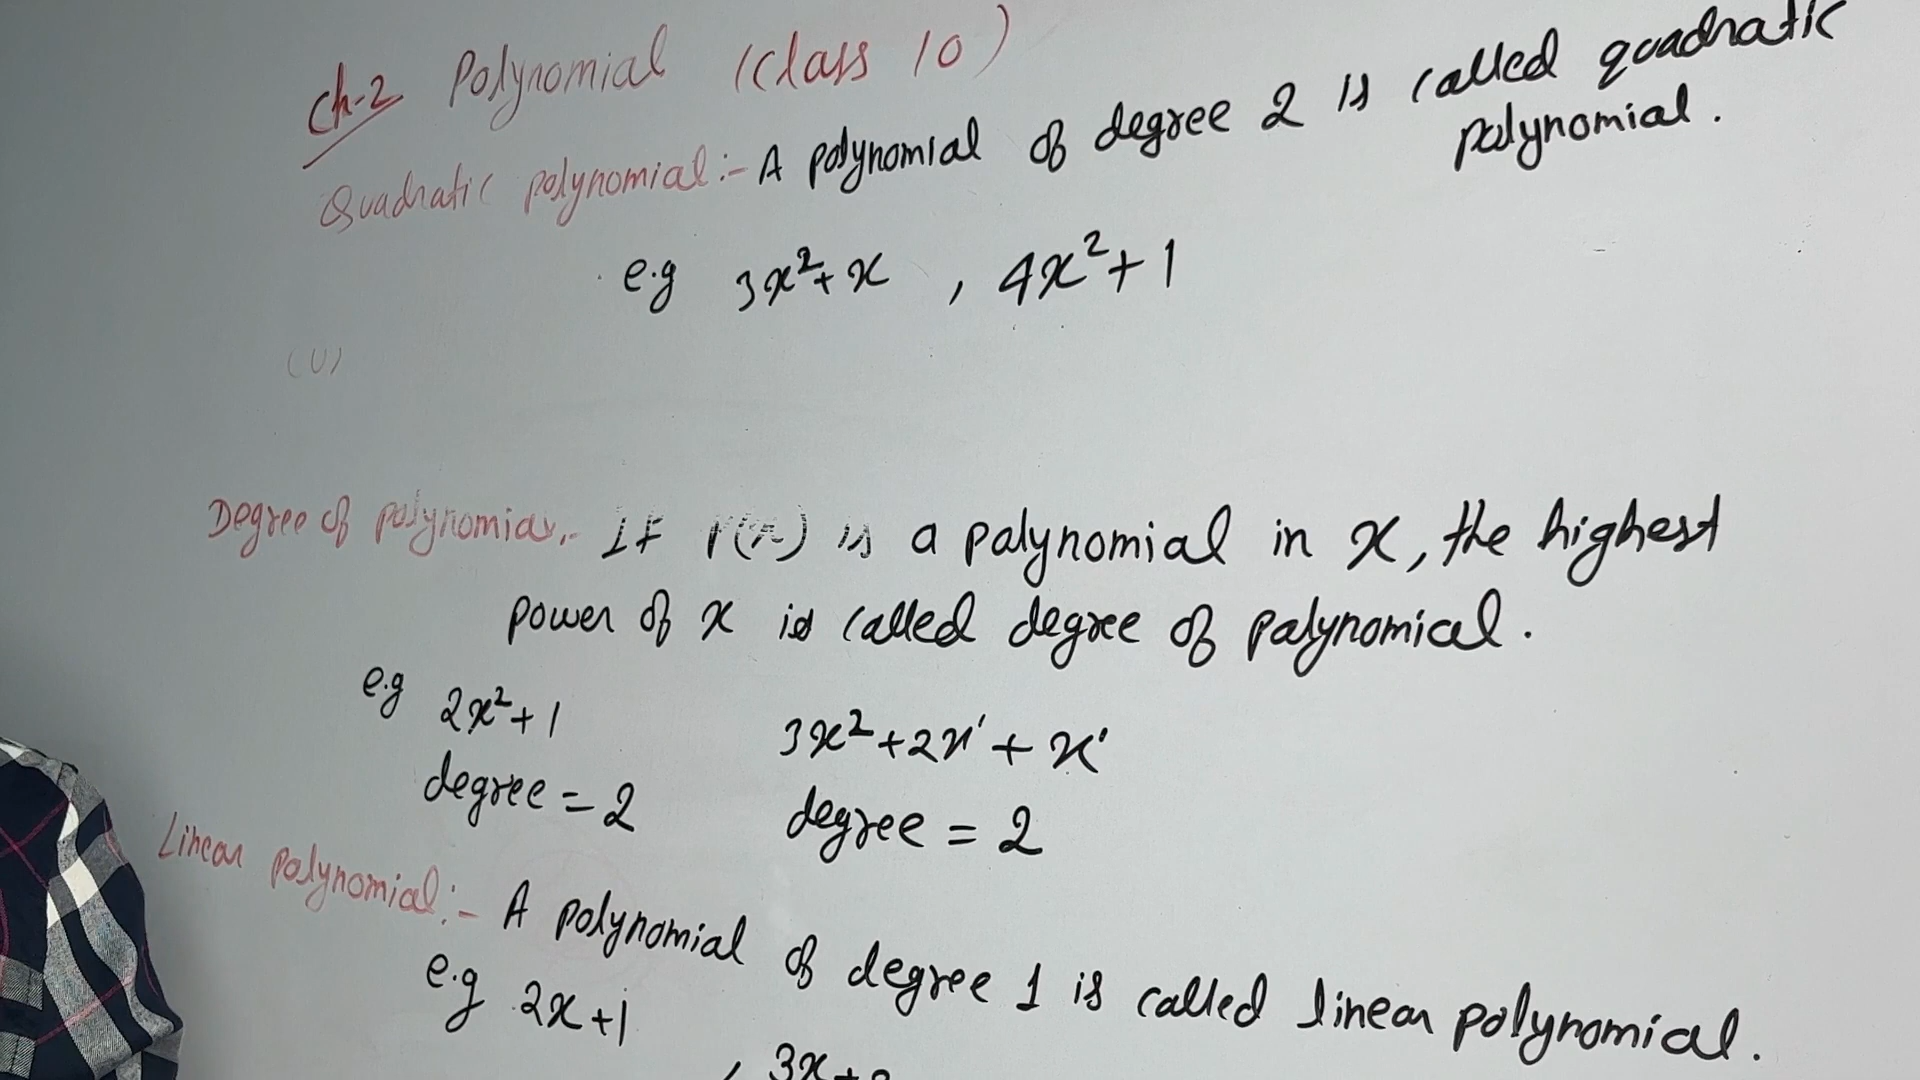 Ch-2 Polynomial (Class 10)
Quadratic polynomial :- A polynomial of degree 2 is called quadratic
polynomial.
e.g 3x²+x , 4x²+1
(U)
Degree of polynomial :- If P(x) is a polynomial in x, the highest
power of x is called degree of polynomial.
e.g 2x²+1 3x²+2x¹+x¹
degree = 2 degree = 2
Linear polynomial :- A polynomial of degree 1 is called linear polynomial.
e.g 2x+1
, 3x+